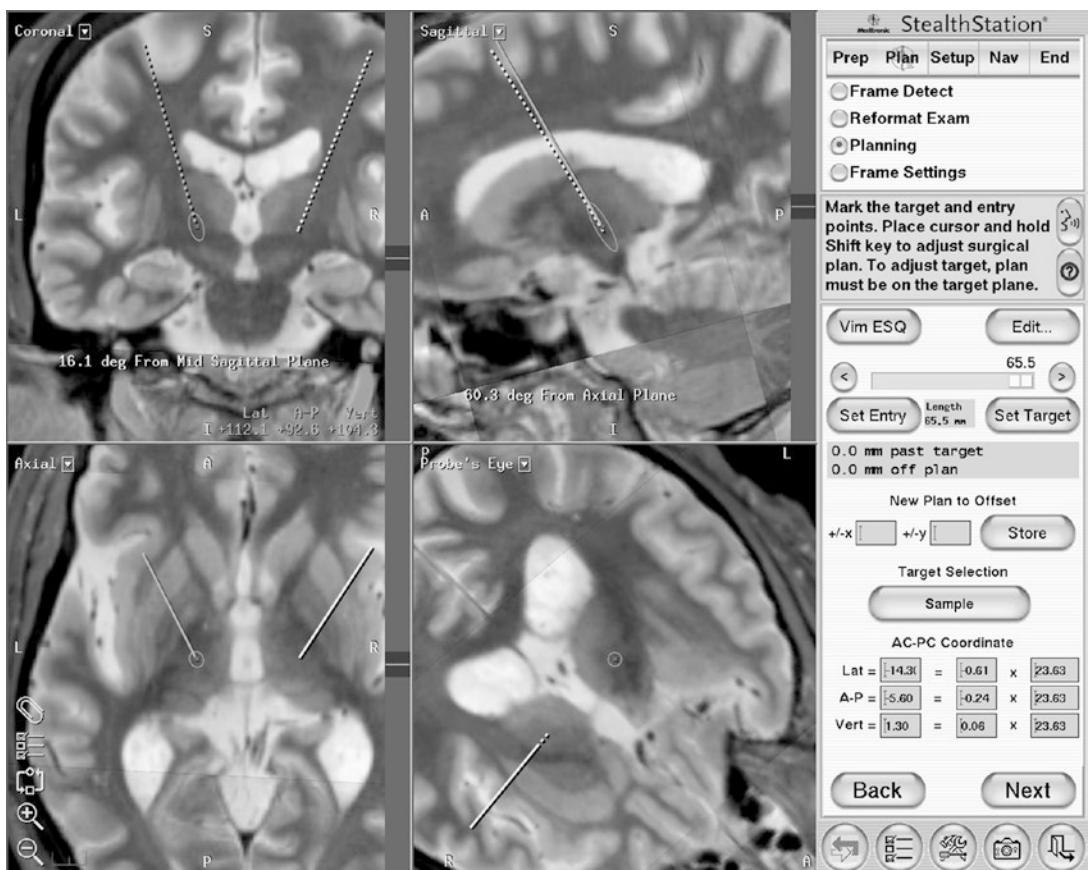 Coronal
S
L
R
16.1 deg From Mid Sagittal Plane
Lat A-P Vert
I +112.1 +92.6 +104.3
Sagittal
S
A
P
60.3 deg From Axial Plane
I
Axial
A
L
R
P
P
Probe's Eye
L
R
A
Medtronic
StealthStation®
Prep Plan Setup Nav End
Frame Detect
Reformat Exam
Planning
Frame Settings
Mark the target and entry
points. Place cursor and hold
Shift key to adjust surgical
plan. To adjust target, plan
must be on the target plane.
?
Vim ESQ Edit...
65.5
< >
Set Entry Length Set Target
65.5 mm
0.0 mm past target
0.0 mm off plan
New Plan to Offset
+/-x +/-y Store
Target Selection
Sample
AC-PC Coordinate
Lat = -14.30 = -0.61 x 23.63
A-P = -5.60 = -0.24 x 23.63
Vert = 1.30 = 0.06 x 23.63
Back Next